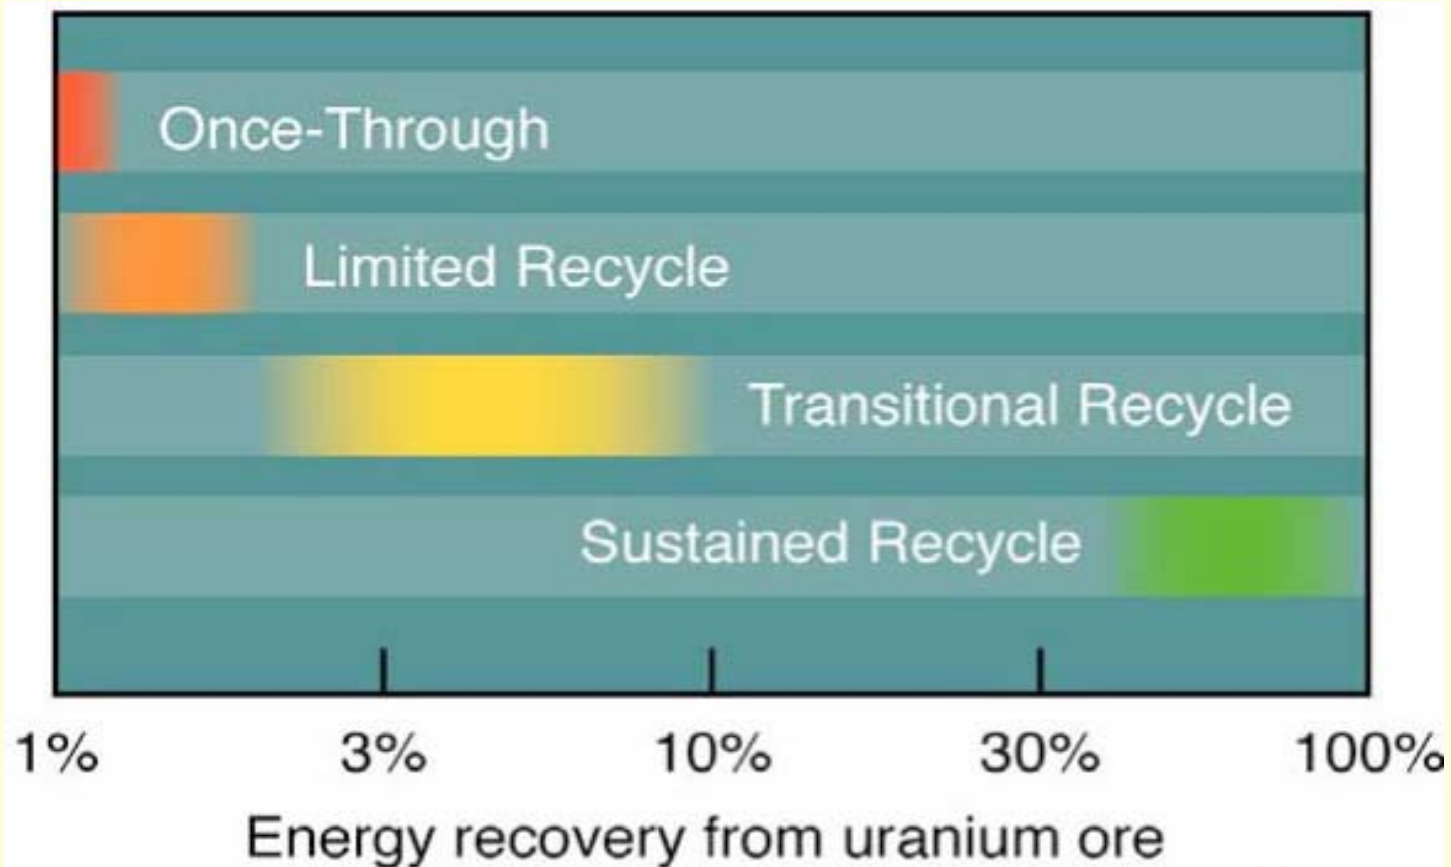 Once-Through
Limited Recycle
Transitional Recycle
Sustained Recycle
1% 3% 10% 30% 100%
Energy recovery from uranium ore